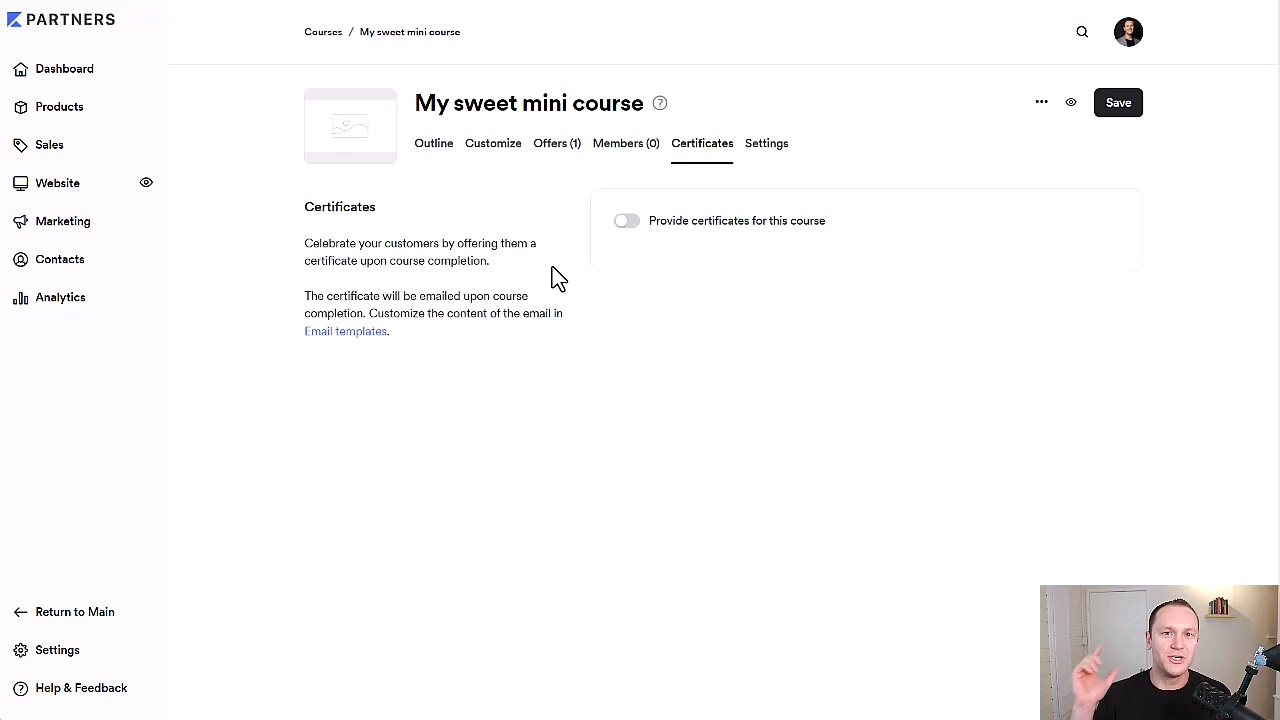 PARTNERS
Dashboard
Products
Sales
Website
Marketing
Contacts
Analytics
Return to Main
Settings
Help & Feedback
Courses / My sweet mini course
My sweet mini course
Save
Outline Customize Offers (1) Members (0) Certificates Settings
Certificates
Celebrate your customers by offering them a
certificate upon course completion.
The certificate will be emailed upon course
completion. Customize the content of the email in
Email templates.
Provide certificates for this course